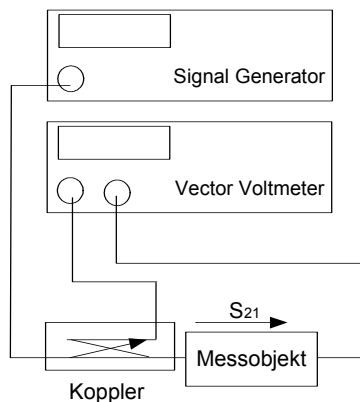 Signal Generator
Vector Voltmeter
S21
Messobjekt
Koppler